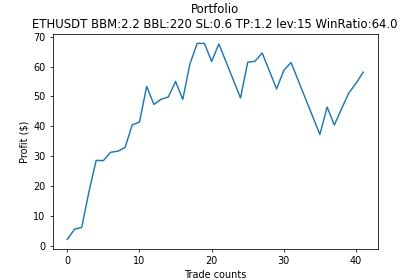 Portfolio
ETHUSDT BBM:2.2 BBL:220 SL:0.6 TP:1.2 lev:15 WinRatio:64.0
70
60
50
40
30
20
10
0
Profit ($)
0 10 20 30 40
Trade counts